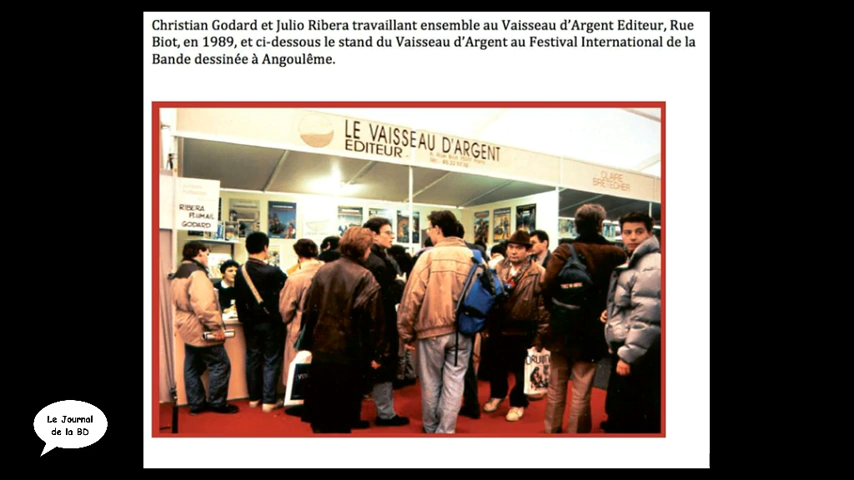 Christian Godard et Julio Ribera travaillant ensemble au Vaisseau d’Argent Editeur, Rue
Biot, en 1989, et ci-dessous le stand du Vaisseau d’Argent au Festival International de la
Bande dessinée à Angoulême.
LE VAISSEAU D'ARGENT
EDITEUR
CLAIRE
BRETECHER
RIBERA
PLUMAIL
GODARD
Le Journal
de la BD